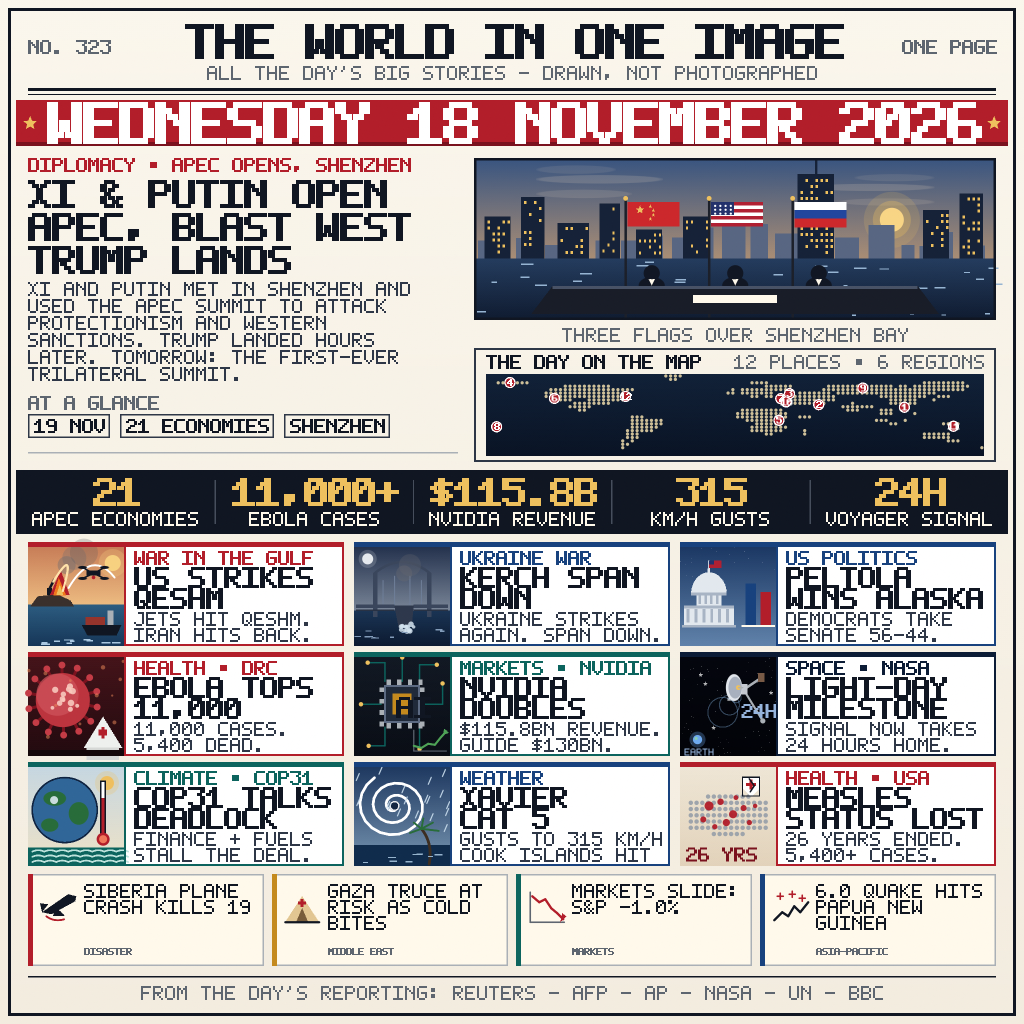 NO. 323
THE WORLD IN ONE IMAGE
ONE PAGE
ALL THE DAY'S BIG STORIES – DRAWN, NOT PHOTOGRAPHED
WEDNESDAY 18 NOVEMBER 2026
DIPLOMACY ▪ APEC OPENS, SHENZHEN
XI & PUTIN OPEN
APEC, BLAST WEST
TRUMP LANDS
XI AND PUTIN MET IN SHENZHEN AND
USED THE APEC SUMMIT TO ATTACK
PROTECTIONISM AND WESTERN
SANCTIONS. TRUMP LANDED HOURS
LATER. TOMORROW: THE FIRST-EVER
TRILATERAL SUMMIT.
AT A GLANCE
19 NOV
21 ECONOMIES
SHENZHEN
THREE FLAGS OVER SHENZHEN BAY
THE DAY ON THE MAP
12 PLACES ▪ 6 REGIONS
21
APEC ECONOMIES
11,000+
EBOLA CASES
$115.8B
NVIDIA REVENUE
315
KM/H GUSTS
24H
VOYAGER SIGNAL
WAR IN THE GULF
US STRIKES
QESHM
JETS HIT QESHM.
IRAN HITS BACK.
UKRAINE WAR
KERCH SPAN
DOWN
UKRAINE STRIKES
AGAIN. SPAN DOWN.
US POLITICS
PELTOLA
WINS ALASKA
DEMOCRATS TAKE
SENATE 56–44.
HEALTH ▪ DRC
EBOLA TOPS
11,000
11,000 CASES.
5,400 DEAD.
MARKETS ▪ NVIDIA
NVIDIA
DOUBLES
$115.8BN REVENUE.
GUIDE $130BN.
24H
EARTH
SPACE ▪ NASA
LIGHT-DAY
MILESTONE
SIGNAL NOW TAKES
24 HOURS HOME.
CLIMATE ▪ COP31
COP31 TALKS
DEADLOCK
FINANCE + FUELS
STALL THE DEAL.
WEATHER
XAVIER
CAT 5
GUSTS TO 315 KM/H
COOK ISLANDS HIT
26 YRS
HEALTH ▪ USA
MEASLES
STATUS LOST
26 YEARS ENDED.
5,400+ CASES.
SIBERIA PLANE
CRASH KILLS 19
DISASTER
GAZA TRUCE AT
RISK AS COLD
BITES
MIDDLE EAST
MARKETS SLIDE:
S&P -1.0%
MARKETS
6.0 QUAKE HITS
PAPUA NEW
GUINEA
ASIA-PACIFIC
FROM THE DAY'S REPORTING: REUTERS – AFP – AP – NASA – UN – BBC